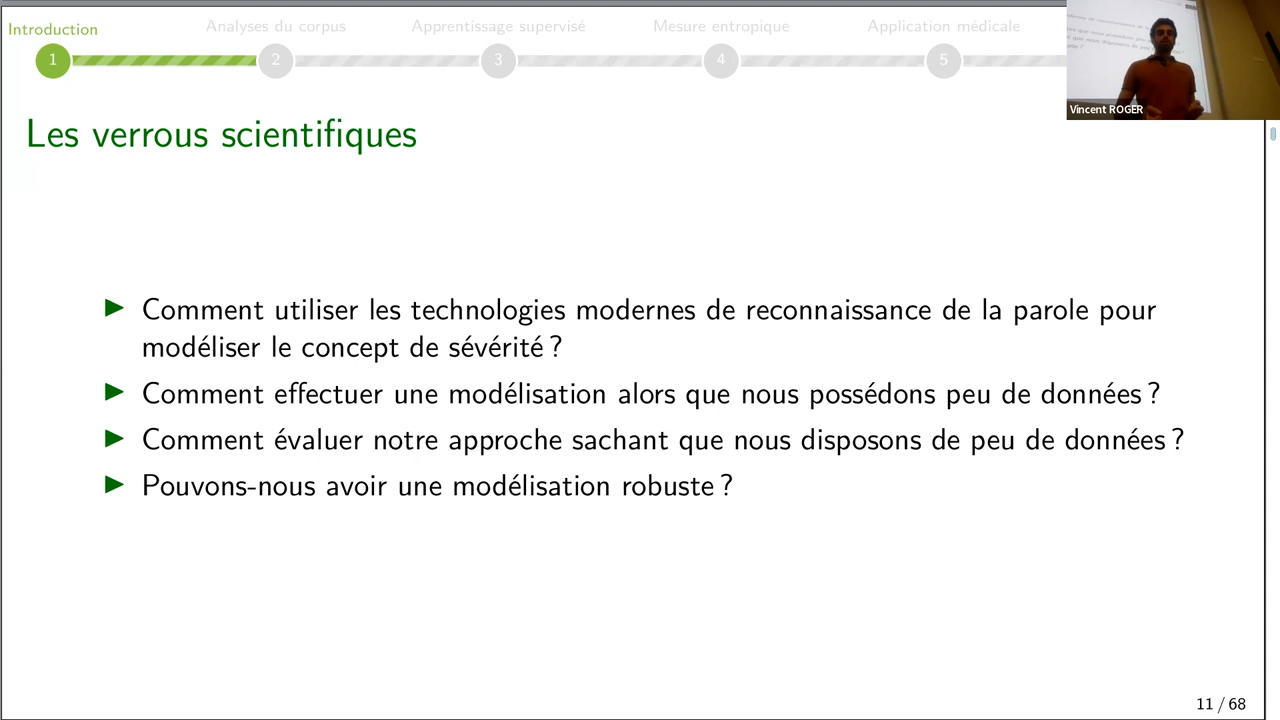 Introduction
Analyses du corpus
Apprentissage supervisé
Mesure entropique
Application médicale
1
2
3
4
5
Vincent ROGER
Les verrous scientifiques
Comment utiliser les technologies modernes de reconnaissance de la parole pour
modéliser le concept de sévérité ?
Comment effectuer une modélisation alors que nous possédons peu de données ?
Comment évaluer notre approche sachant que nous disposons de peu de données ?
Pouvons-nous avoir une modélisation robuste ?
11 / 68